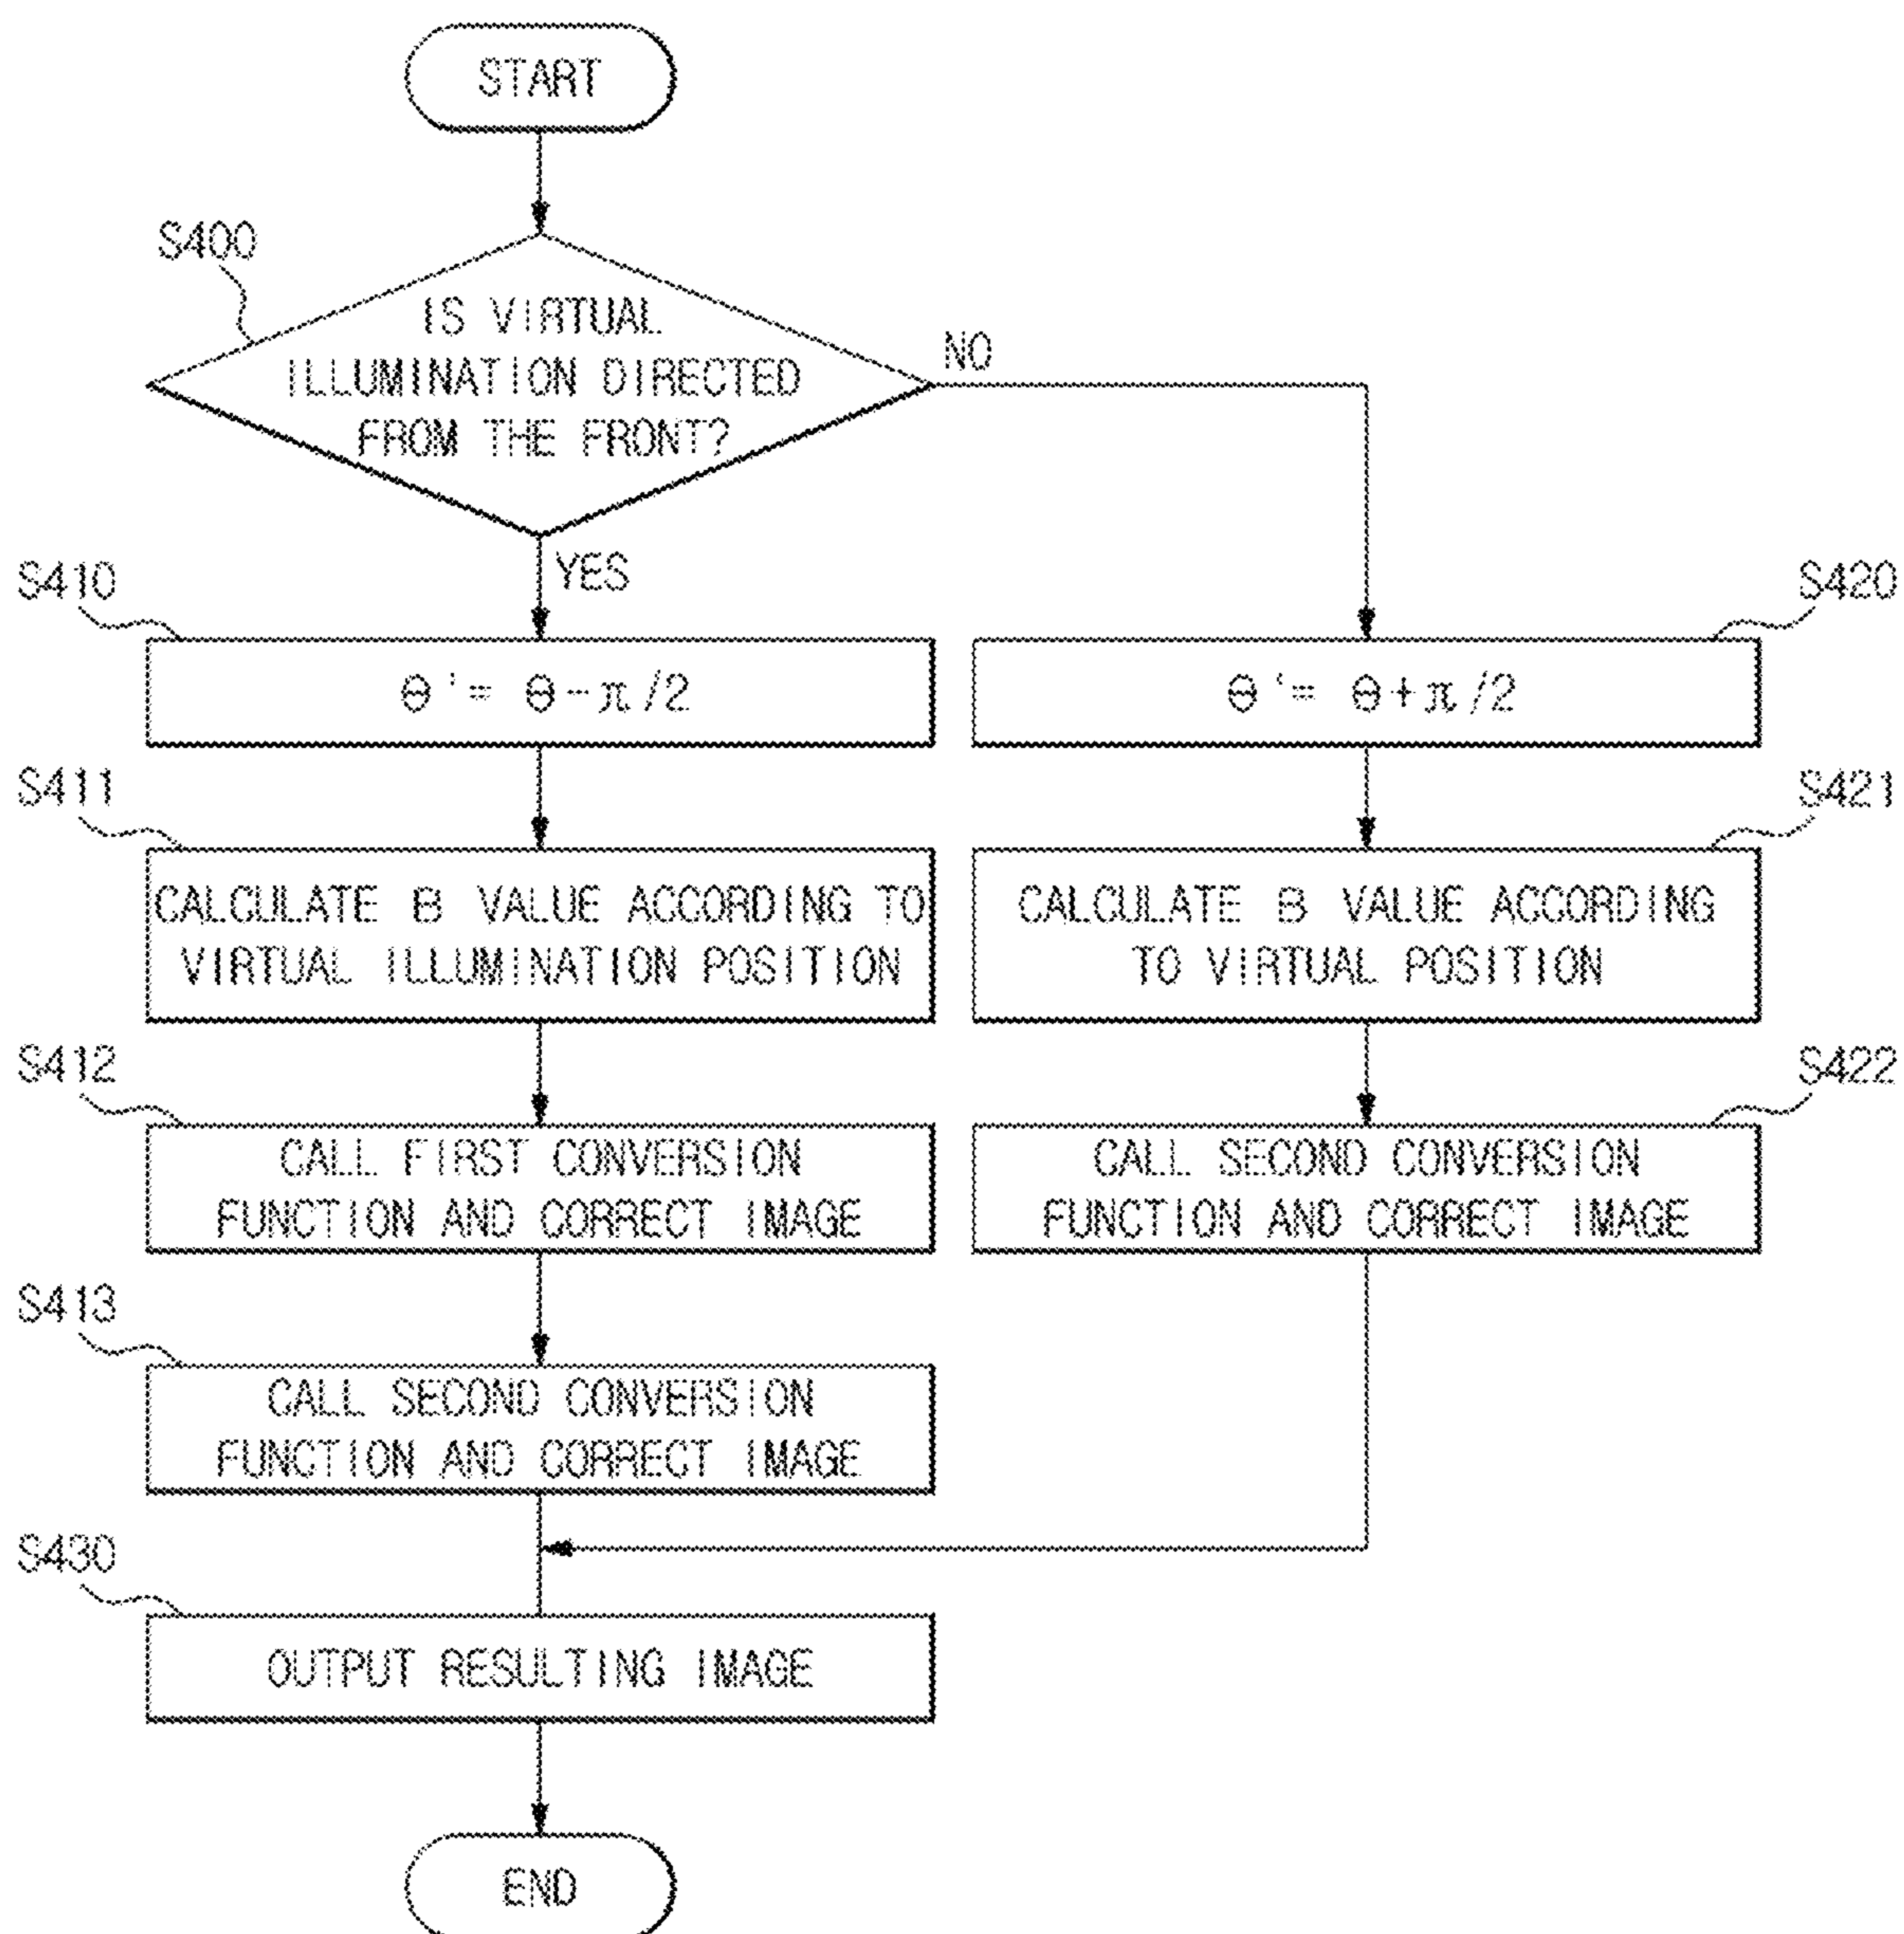 START
S400
IS VIRTUAL
ILLUMINATION DIRECTED
FROM THE FRONT?
NO
YES
S410
S420
θ'= θ-π/2
θ'= θ+π/2
S411
S421
CALCULATE B VALUE ACCORDING TO
VIRTUAL ILLUMINATION POSITION
CALCULATE B VALUE ACCORDING
TO VIRTUAL POSITION
S412
S422
CALL FIRST CONVERSION
FUNCTION AND CORRECT IMAGE
CALL SECOND CONVERSION
FUNCTION AND CORRECT IMAGE
S413
CALL SECOND CONVERSION
FUNCTION AND CORRECT IMAGE
S430
OUTPUT RESULTING IMAGE
END